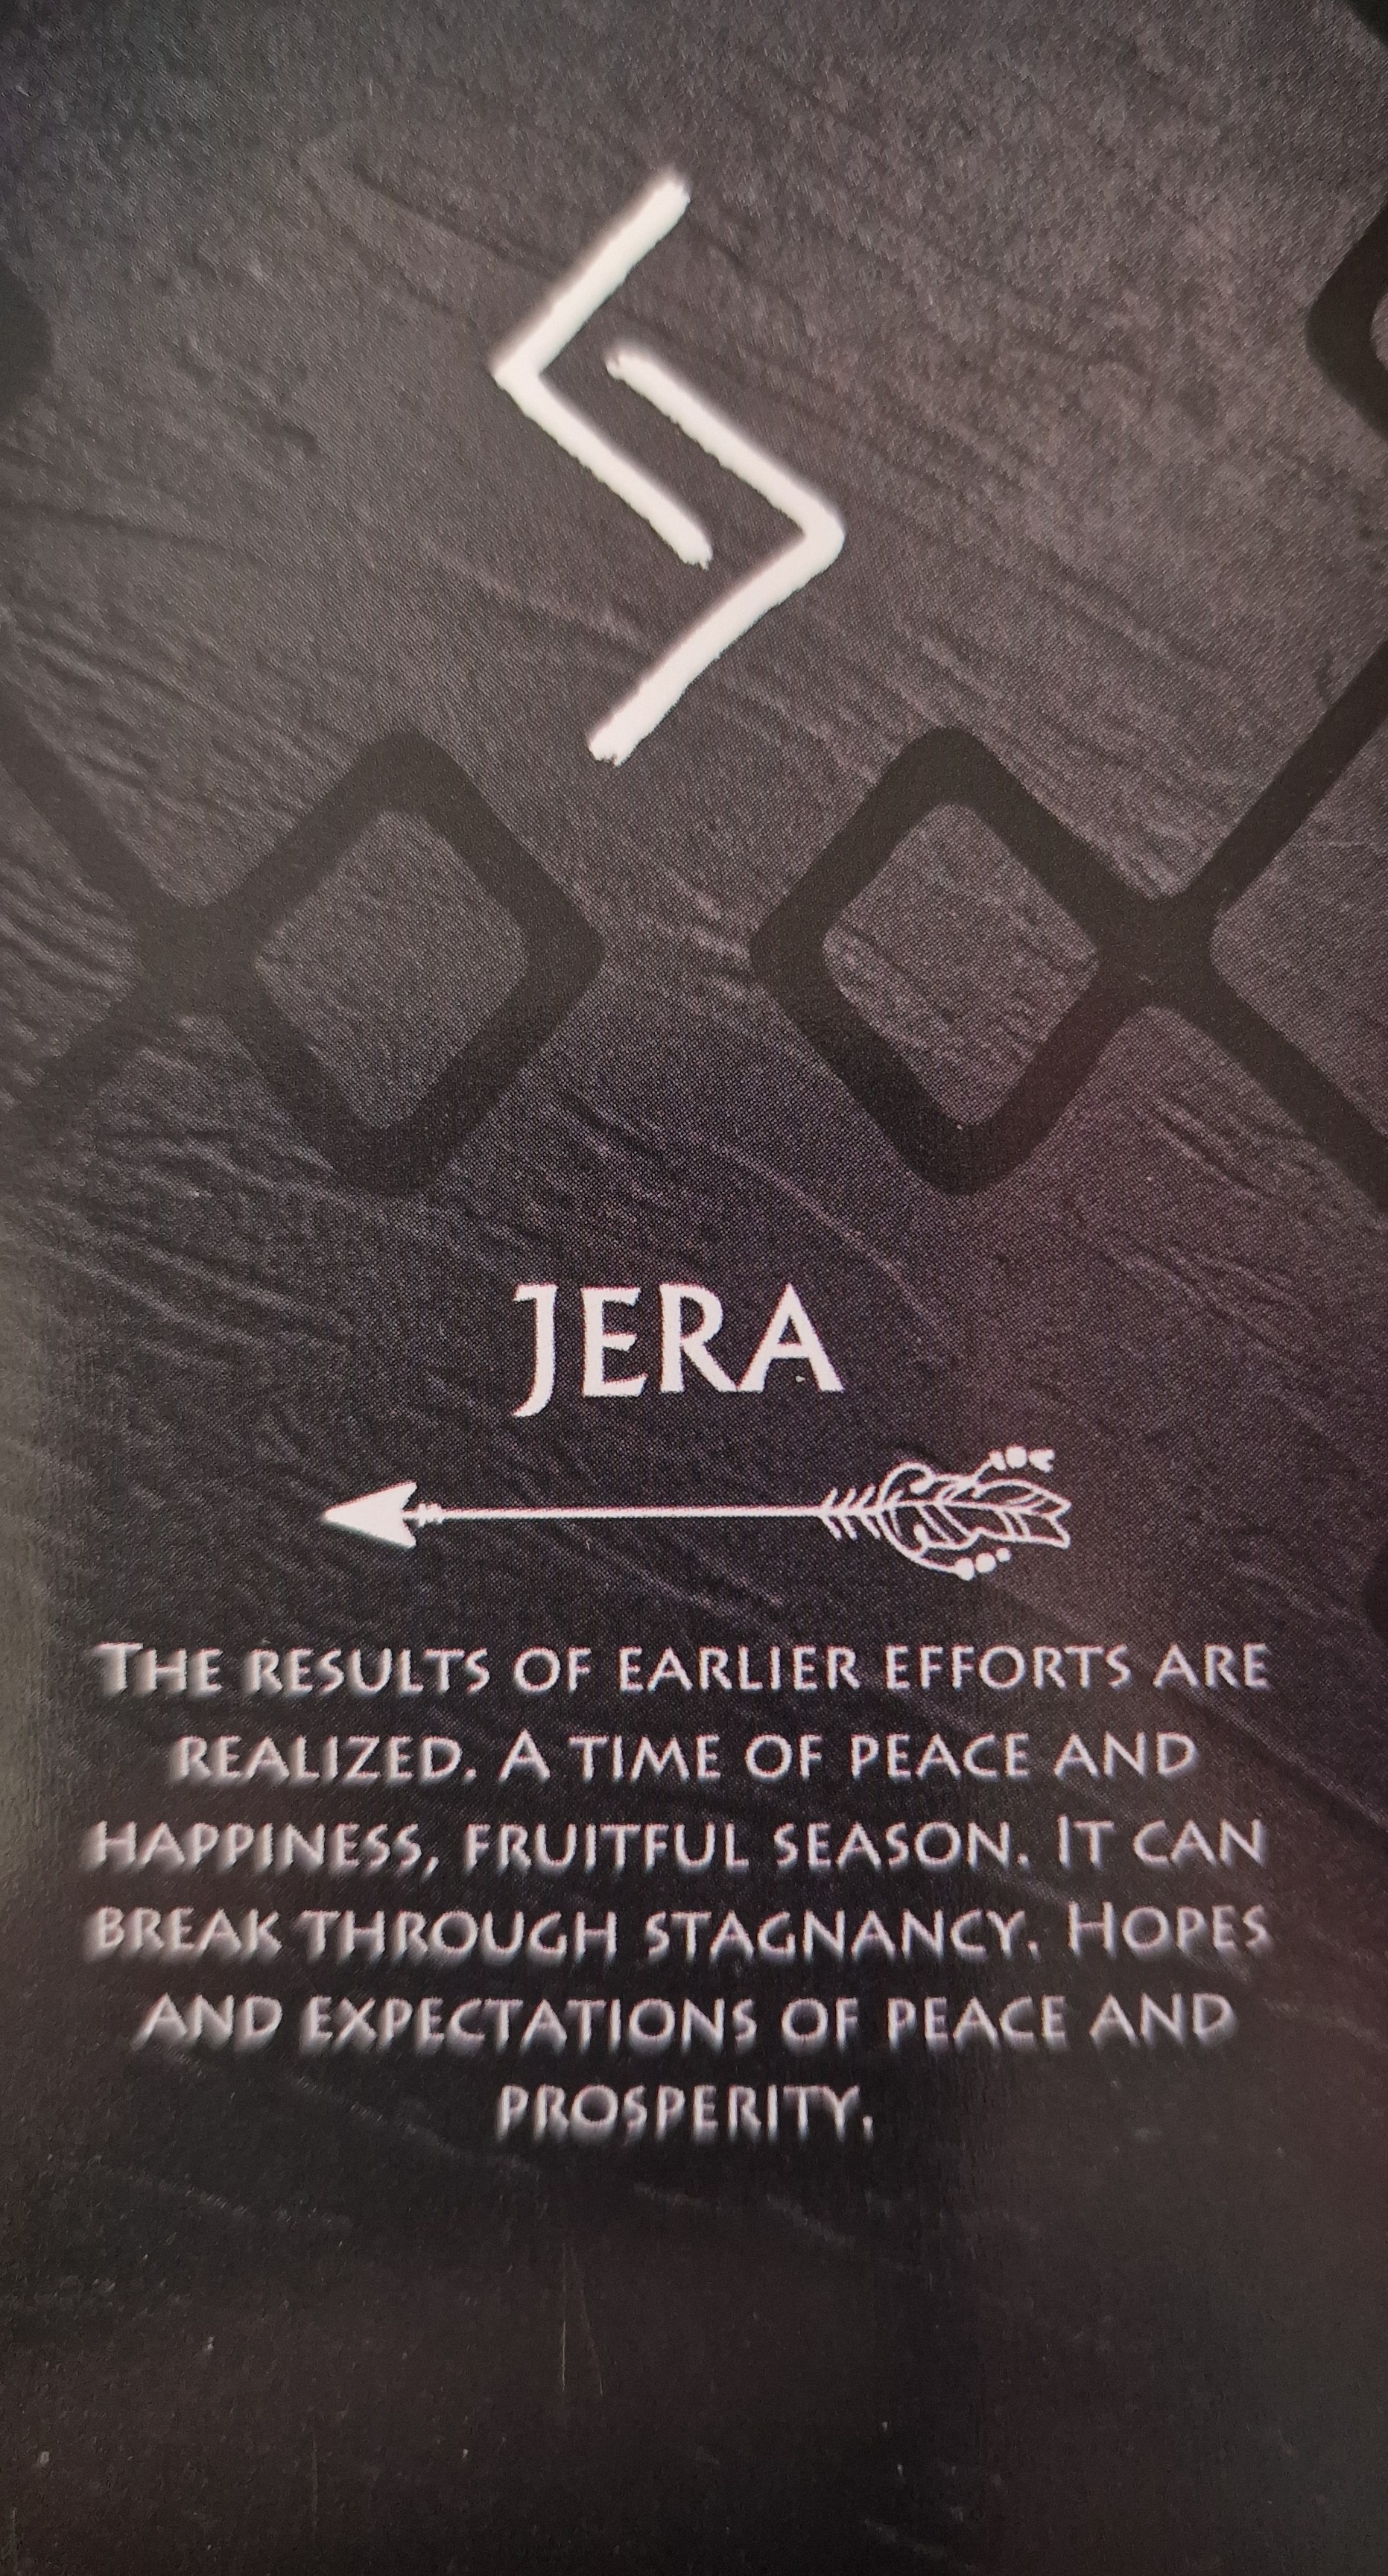 ᛃ
JERA
THE RESULTS OF EARLIER EFFORTS ARE
REALIZED. A TIME OF PEACE AND
HAPPINESS, FRUITFUL SEASON. IT CAN
BREAK THROUGH STAGNANCY. HOPES
AND EXPECTATIONS OF PEACE AND
PROSPERITY.